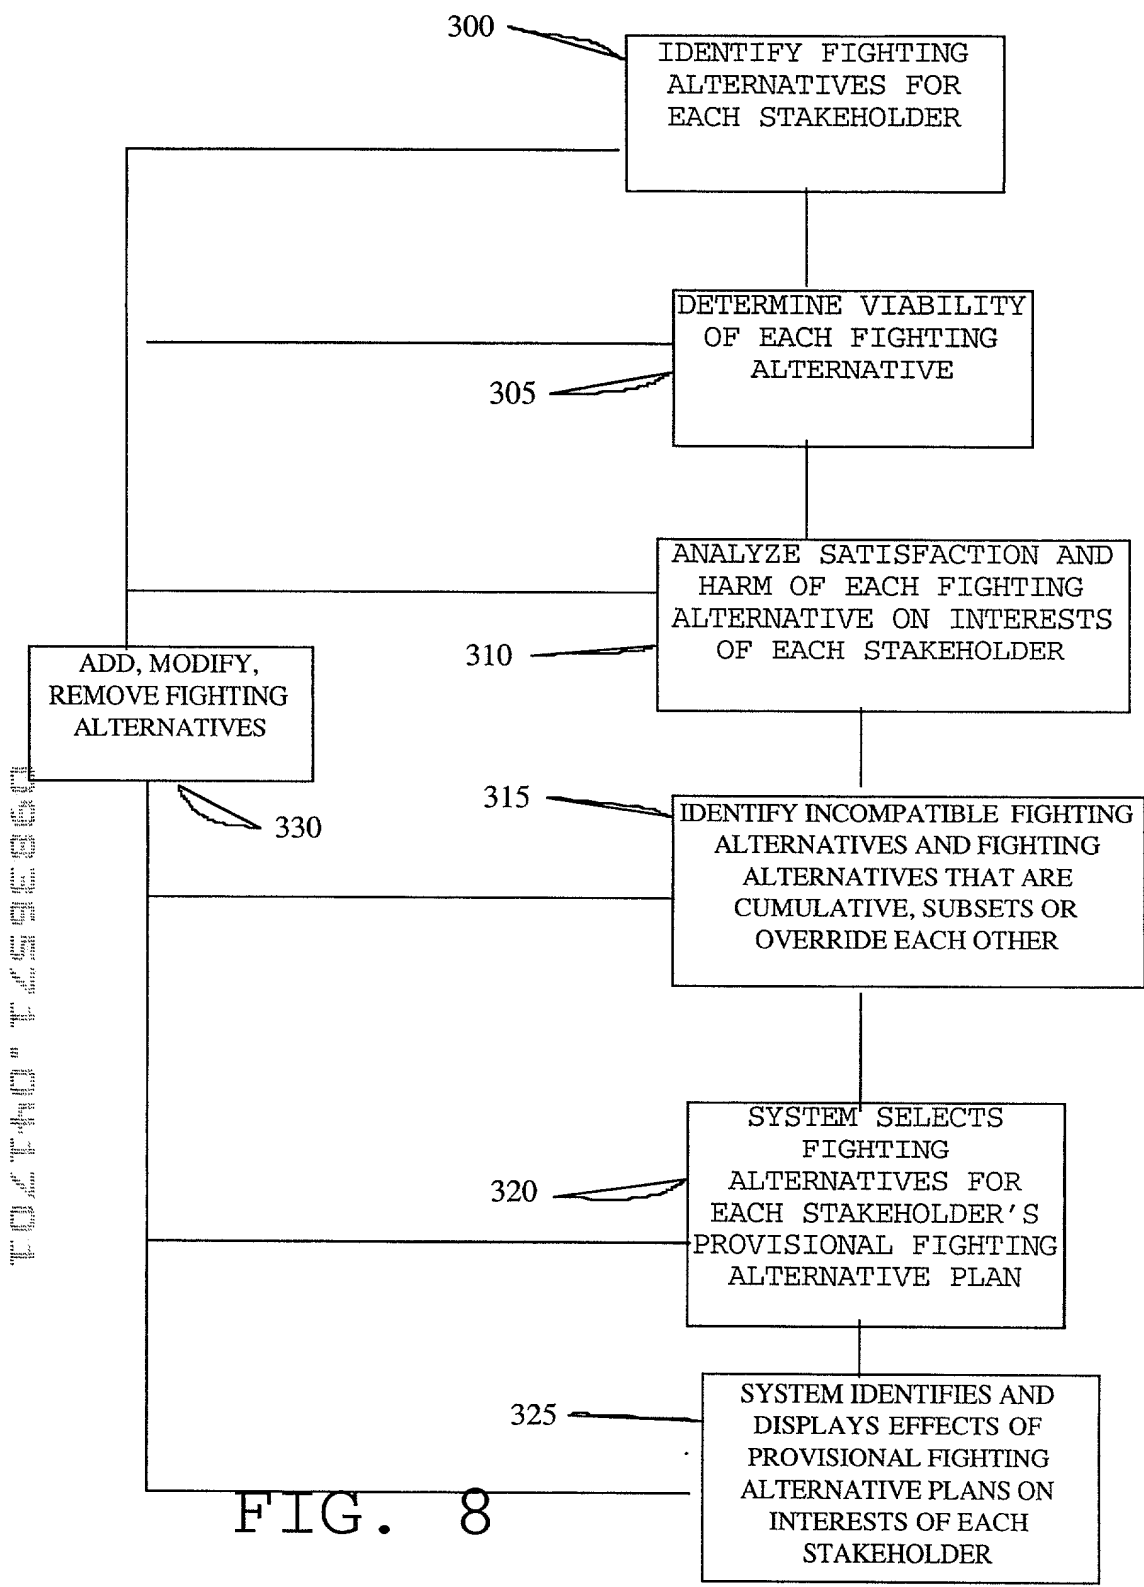 300
IDENTIFY FIGHTING
ALTERNATIVES FOR
EACH STAKEHOLDER
DETERMINE VIABILITY
OF EACH FIGHTING
ALTERNATIVE
305
ANALYZE SATISFACTION AND
HARM OF EACH FIGHTING
ALTERNATIVE ON INTERESTS
OF EACH STAKEHOLDER
310
ADD, MODIFY,
REMOVE FIGHTING
ALTERNATIVES
330
315
IDENTIFY INCOMPATIBLE FIGHTING
ALTERNATIVES AND FIGHTING
ALTERNATIVES THAT ARE
CUMULATIVE, SUBSETS OR
OVERRIDE EACH OTHER
SYSTEM SELECTS
FIGHTING
ALTERNATIVES FOR
EACH STAKEHOLDER'S
PROVISIONAL FIGHTING
ALTERNATIVE PLAN
320
325
SYSTEM IDENTIFIES AND
DISPLAYS EFFECTS OF
PROVISIONAL FIGHTING
ALTERNATIVE PLANS ON
INTERESTS OF EACH
STAKEHOLDER
FIG. 8